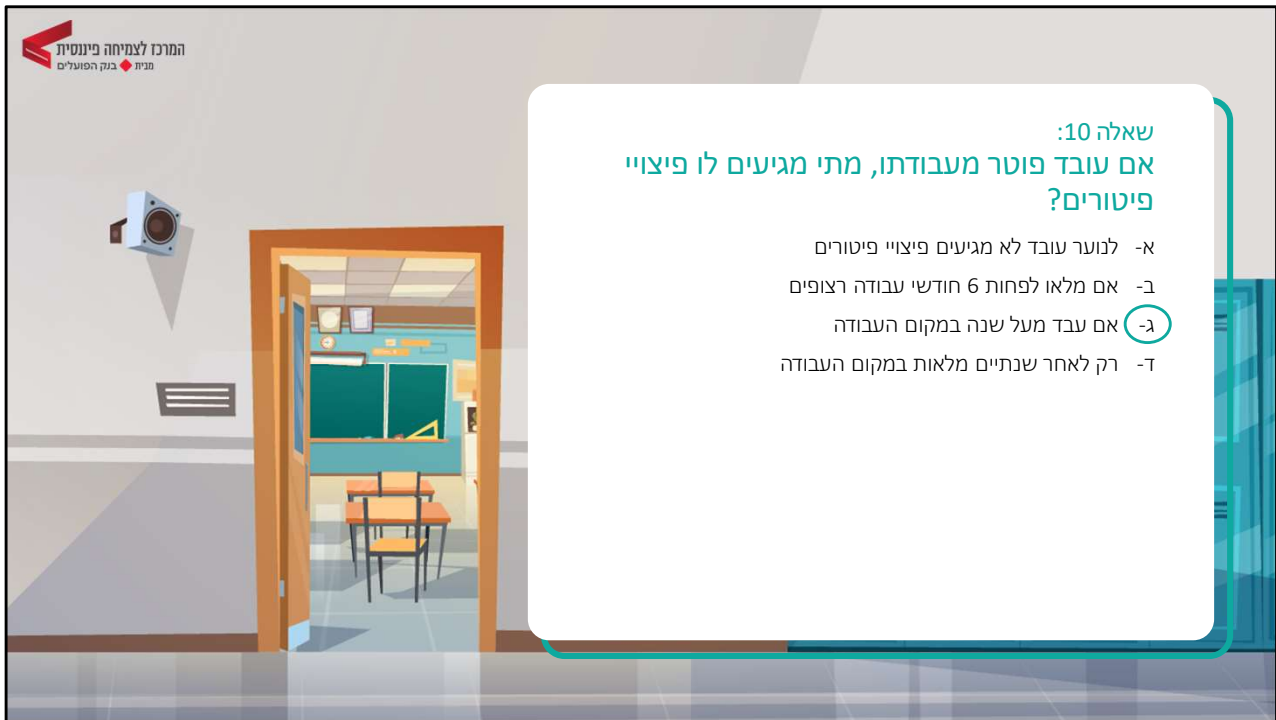 המרכז לצמיחה פיננסית
מבית בנק הפועלים
שאלה 10:
אם עובד פוטר מעבודתו, מתי מגיעים לו פיצויי
פיטורים?
א- לנוער עובד לא מגיעים פיצויי פיטורים
ב- אם מלאו לפחות 6 חודשי עבודה רצופים
ג- אם עבד מעל שנה במקום העבודה
ד- רק לאחר שנתיים מלאות במקום העבודה